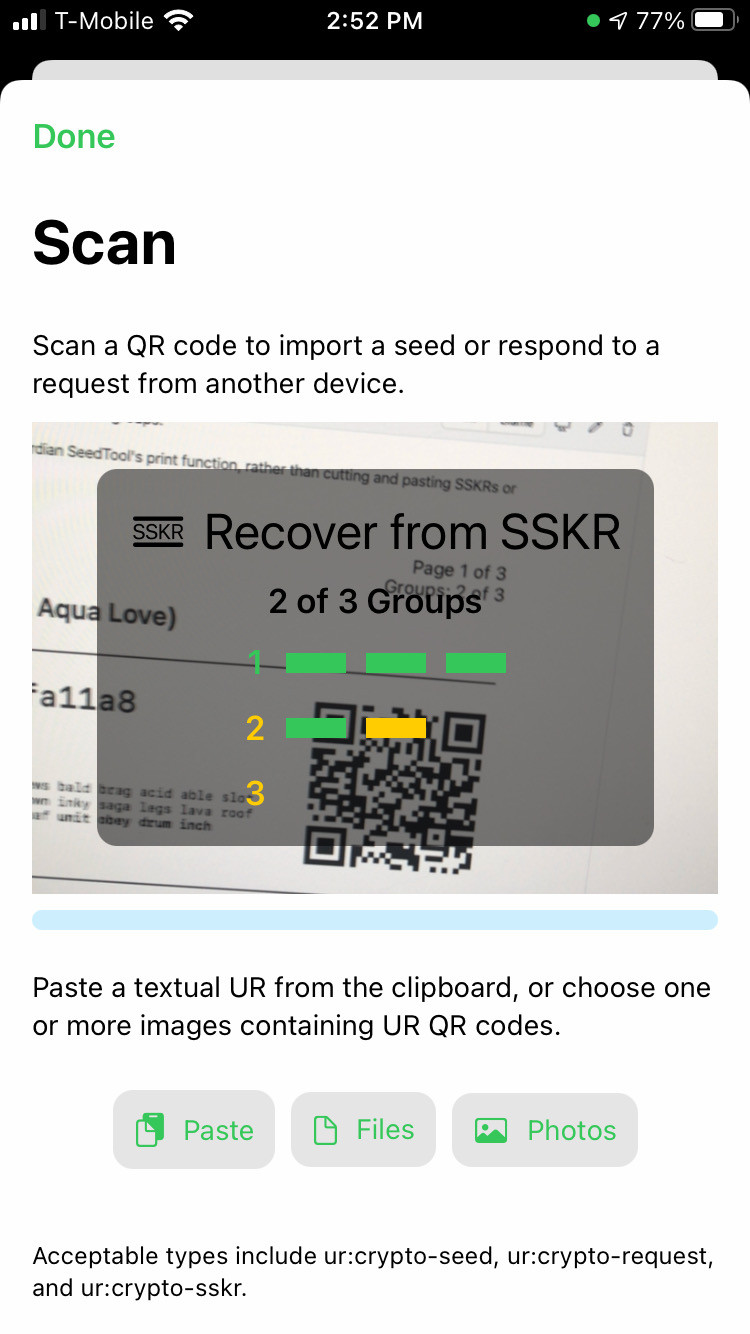 T-Mobile 2:52 PM 77%
Done
Scan
Scan a QR code to import a seed or respond to a
request from another device.
rdian SeedTool's print function, rather than cutting and pasting SSKRs or
SSKR Recover from SSKR
Page 1 of 3
Groups: 2 of 3
2 of 3 Groups
Aqua Love)
1
fa11a8
2
3
bald brag acid able
inky saga legs lava roof
unit obey drum inch
Paste a textual UR from the clipboard, or choose one
or more images containing UR QR codes.
Paste Files Photos
Acceptable types include ur:crypto-seed, ur:crypto-request,
and ur:crypto-sskr.